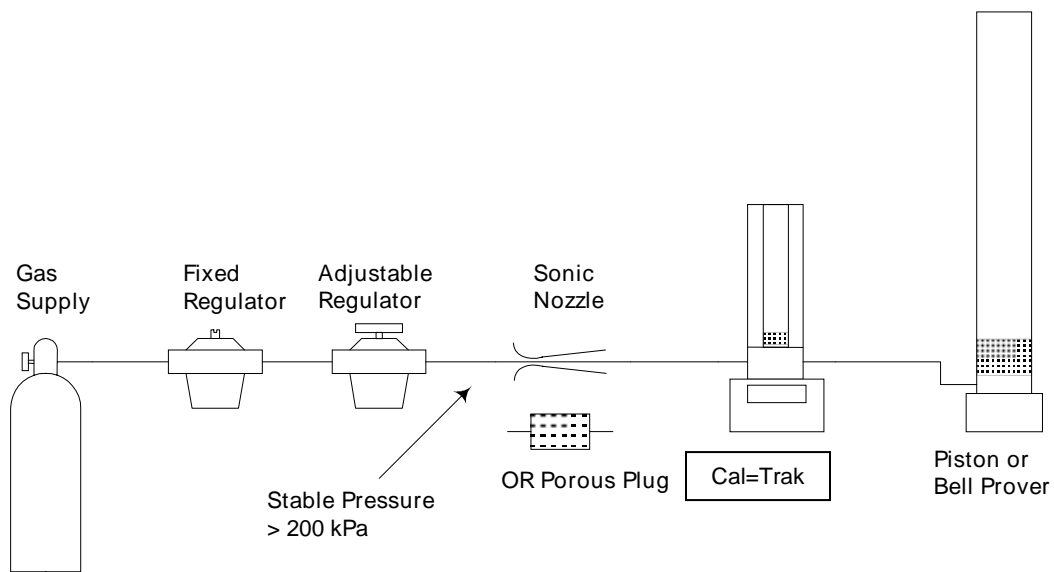 Gas
Supply
Fixed
Regulator
Adjustable
Regulator
Sonic
Nozzle
Stable Pressure
> 200 kPa
OR Porous Plug
Cal=Trak
Piston or
Bell Prover